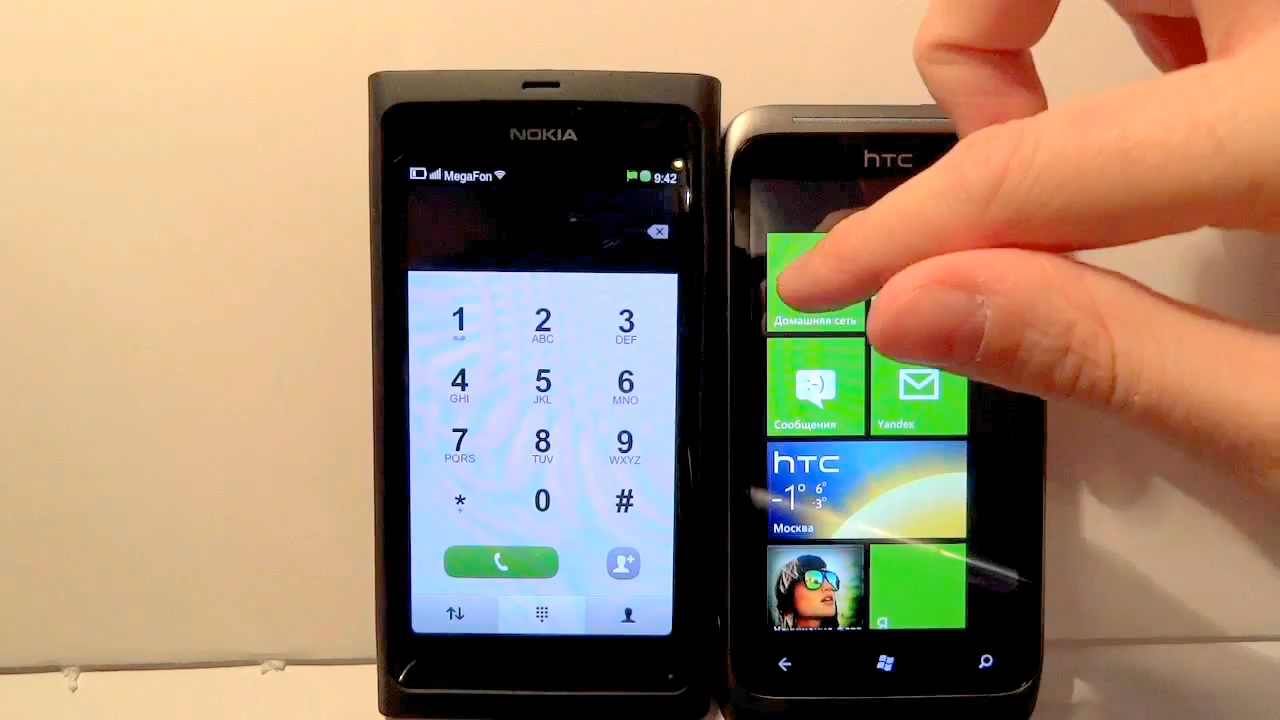 NOKIA
MegaFon 9:42
1
2 ABC
3 DEF
4 GHI
5 JKL
6 MNO
7 PQRS
8 TUV
9 WXYZ
*
+
0
#
hTC
Домашняя сеть
:-)
Сообщения
Yandex
hTC
-1° 6°
-3°
Москва
Я